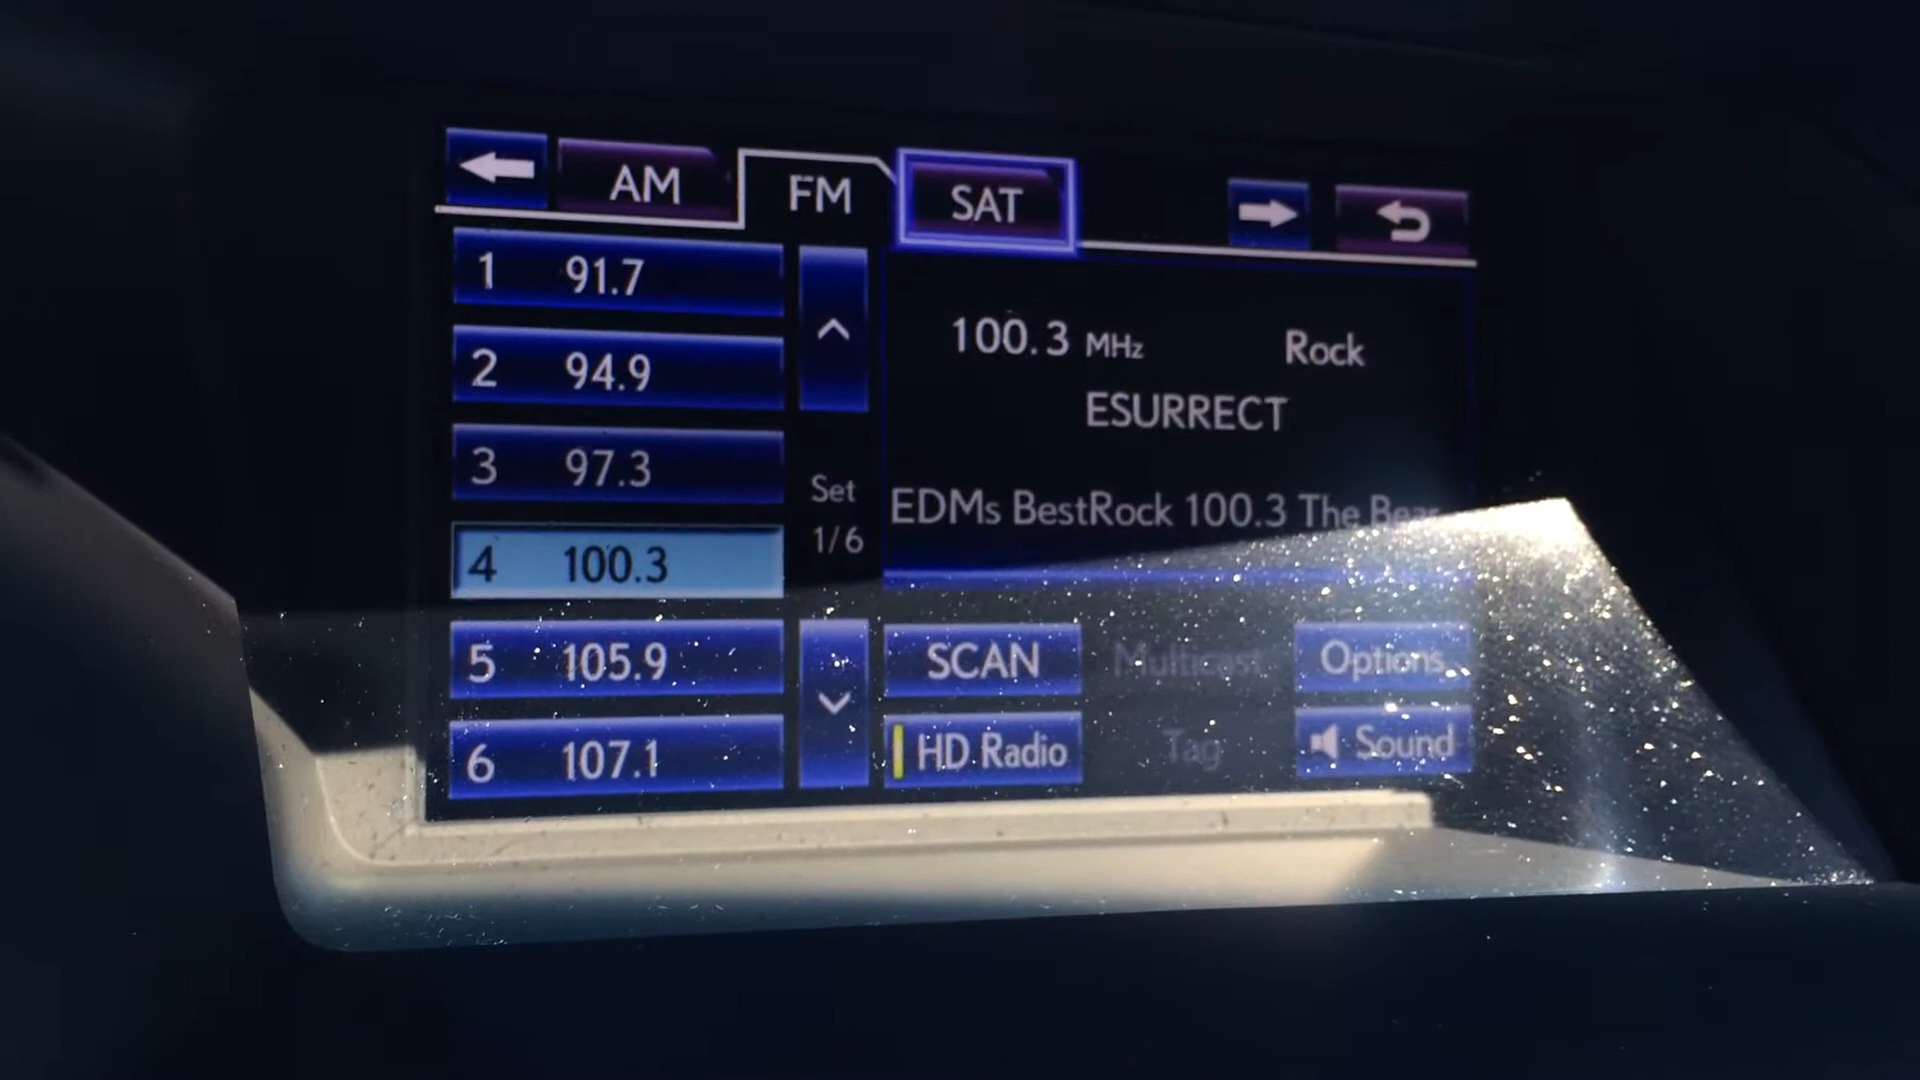 AM FM SAT
1 91.7
2 94.9
3 97.3
4 100.3
5 105.9
6 107.1
Set
1/6
100.3 MHz Rock
ESURRECT
EDMs BestRock 100.3 The Bear
SCAN Multicast Options
HD Radio Tag Sound